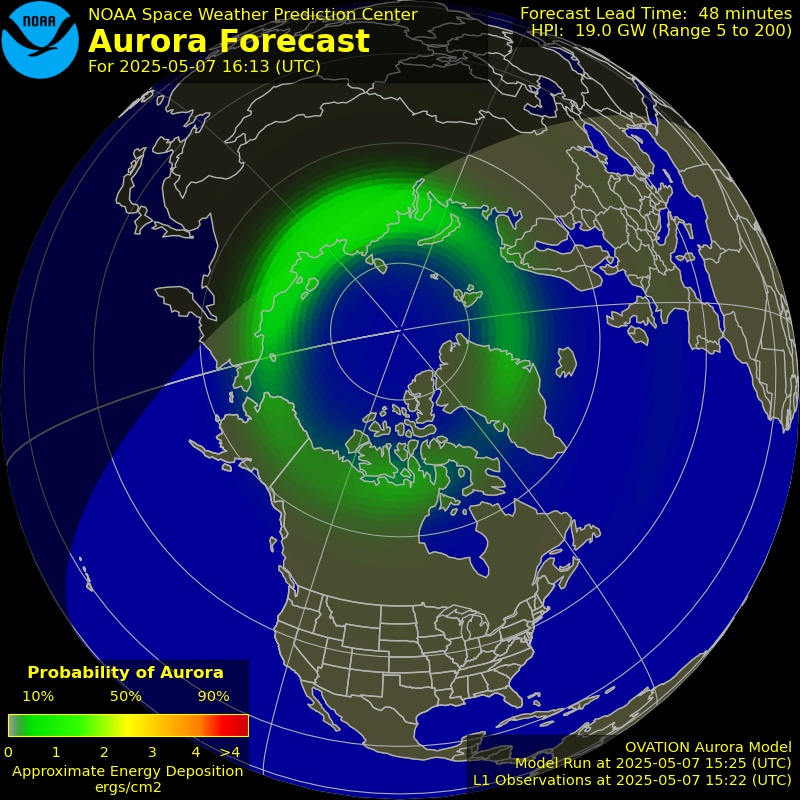 NOAA
NOAA Space Weather Prediction Center
Aurora Forecast
For 2025-05-07 16:13 (UTC)
Forecast Lead Time: 48 minutes
HPI: 19.0 GW (Range 5 to 200)
Probability of Aurora
10% 50% 90%
0 1 2 3 4 >4
Approximate Energy Deposition
ergs/cm2
OVATION Aurora Model
Model Run at 2025-05-07 15:25 (UTC)
L1 Observations at 2025-05-07 15:22 (UTC)